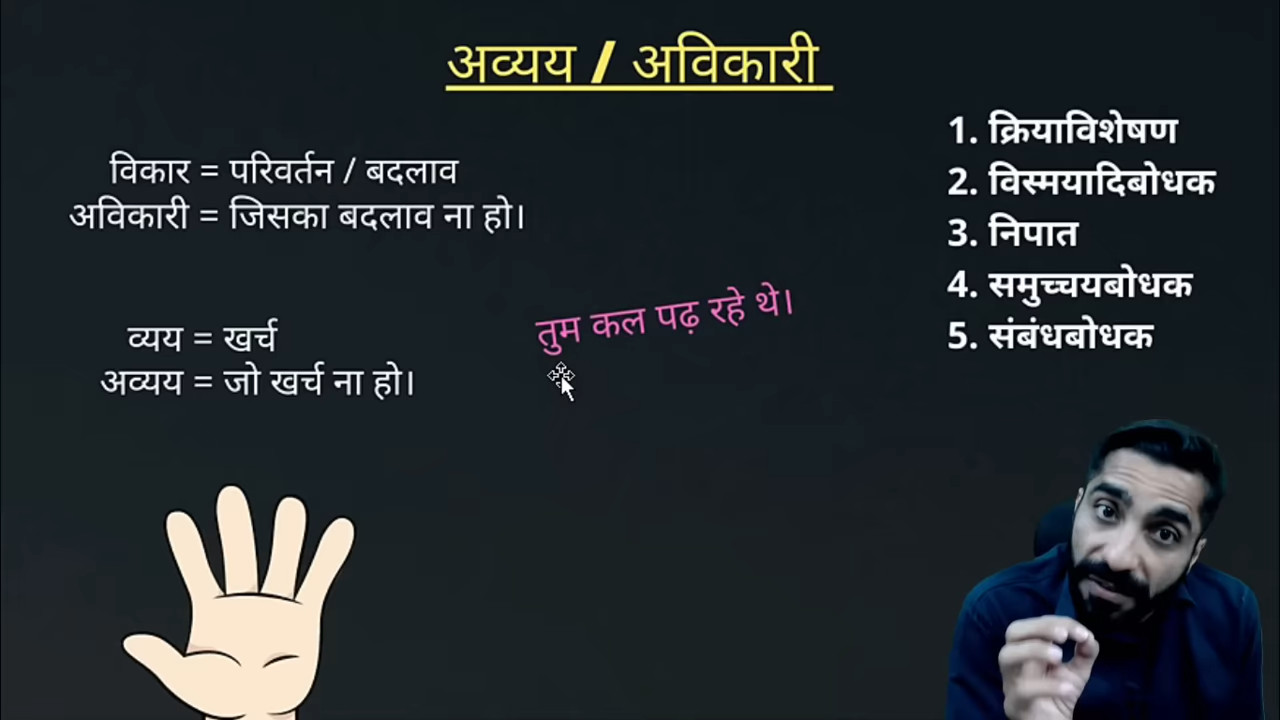 अव्यय / अविकारी
विकार = परिवर्तन / बदलाव
अविकारी = जिसका बदलाव ना हो।
व्यय = खर्च
अव्यय = जो खर्च ना हो।
तुम कल पढ़ रहे थे।
1. क्रियाविशेषण
2. विस्मयादिबोधक
3. निपात
4. समुच्चयबोधक
5. संबंधबोधक